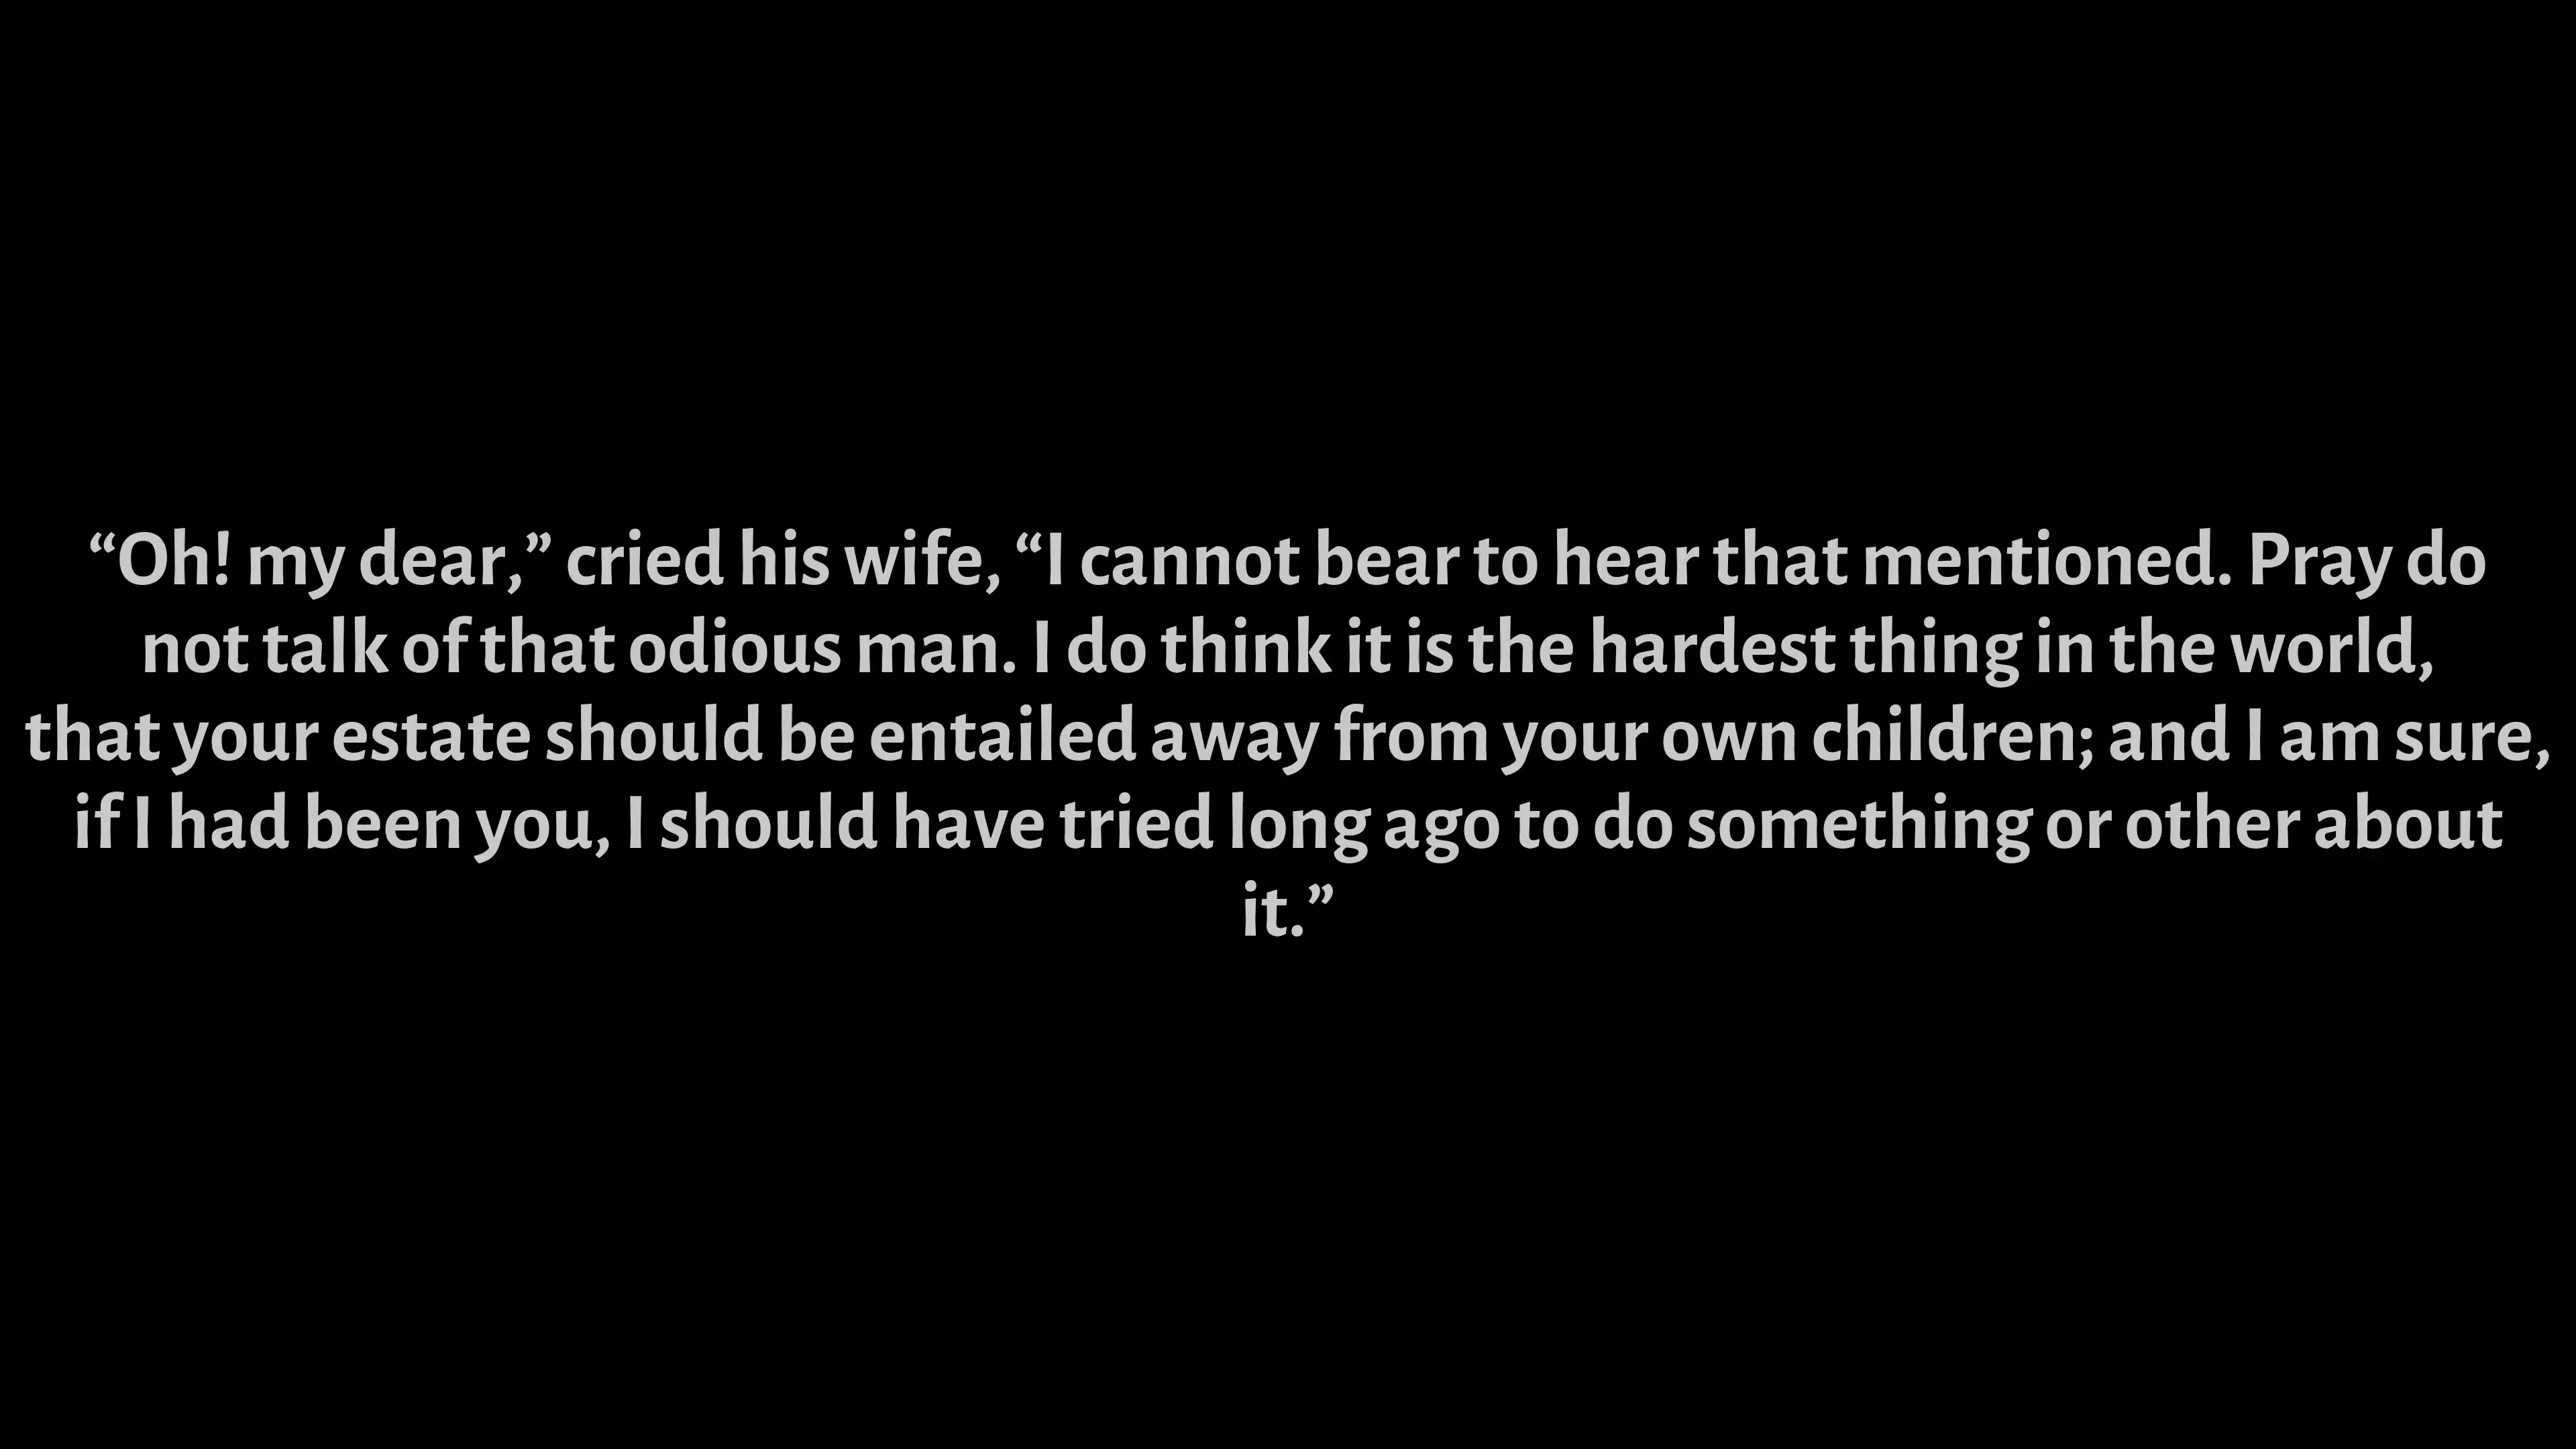 “Oh! my dear,” cried his wife, “I cannot bear to hear that mentioned. Pray do
not talk of that odious man. I do think it is the hardest thing in the world,
that your estate should be entailed away from your own children; and I am sure,
if I had been you, I should have tried long ago to do something or other about
it.”